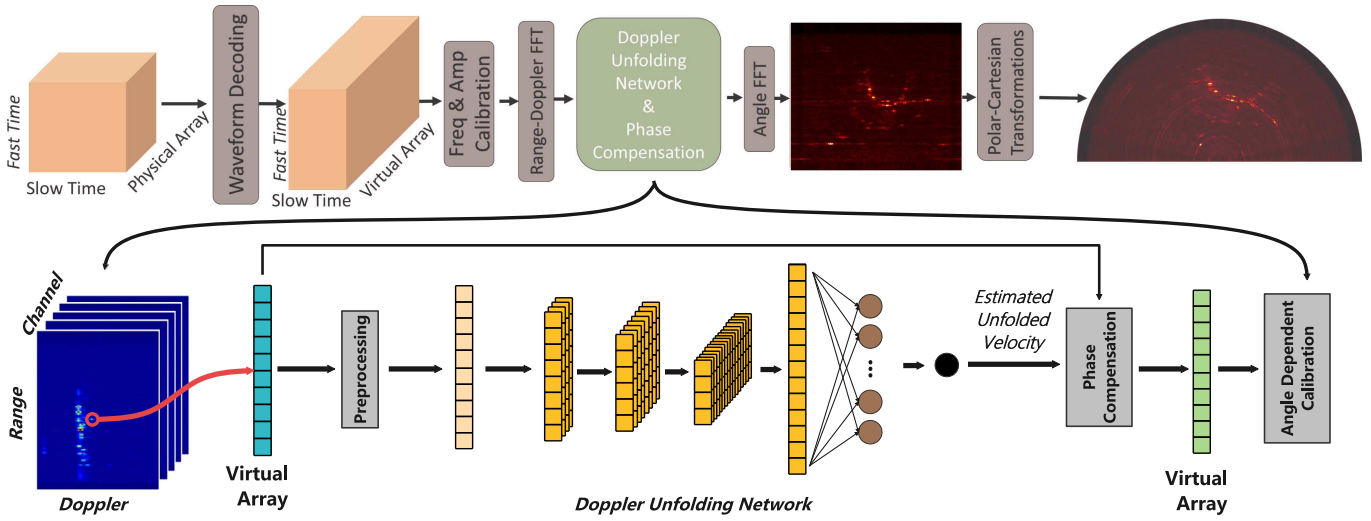 Fast Time
Slow Time
Physical Array
Waveform Decoding
Fast Time
Slow Time
Virtual Array
Freq & Amp
Calibration
Range-Doppler FFT
Doppler
Unfolding
Network
&
Phase
Compensation
Angle FFT
Polar-Cartesian
Transformations
Channel
Range
Doppler
Virtual
Array
Preprocessing
Doppler Unfolding Network
Estimated
Unfolded
Velocity
Phase
Compensation
Virtual
Array
Angle Dependent
Calibration